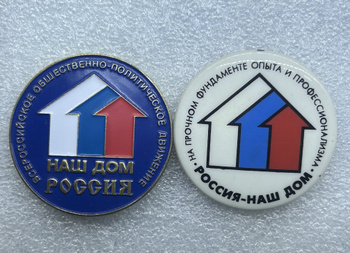 ВСЕРОССИЙСКОЕ ОБЩЕСТВЕННО-ПОЛИТИЧЕСКОЕ ДВИЖЕНИЕ
НАШ ДОМ
РОССИЯ
НА ПРОЧНОМ ФУНДАМЕНТЕ ОПЫТА И ПРОФЕССИОНАЛИЗМА
• РОССИЯ-НАШ ДОМ •